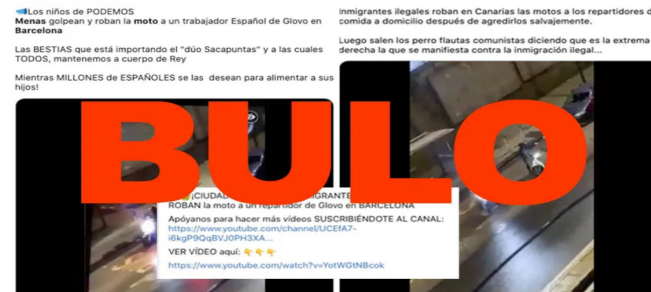 📢Los niños de PODEMOS
Menas golpean y roban la moto a un trabajador Español de Glovo en
Barcelona
Las BESTIAS que está importando el "dúo Sacapuntas" y a las cuales
TODOS, mantenemos a cuerpo de Rey
Mientras MILLONES de ESPAÑOLES se las desean para alimentar a sus
hijos!
Inmigrantes ilegales roban en Canarias las motos a los repartidores d
comida a domicilio después de agredirlos salvajemente.
Luego salen los perro flautas comunistas diciendo que es la extrema
derecha la que se manifiesta contra la inmigración ilegal...
BULO
ROBAN la moto a un repartidor de Glovo en BARCELONA
Apóyanos para hacer más vídeos SUSCRIBIÉNDOTE AL CANAL:
https://www.youtube.com/channel/UCEfA7-
i6kgP9QqBVJ0PH3XA...
VER VÍDEO aquí: 👇👇👇
https://www.youtube.com/watch?v=YotWGtNBcok